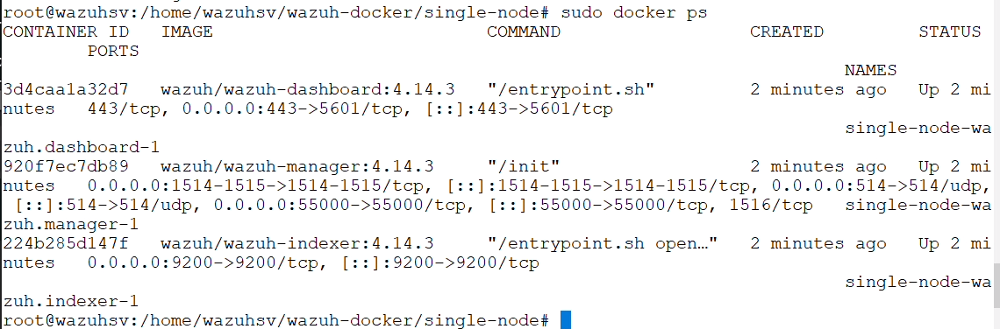 root@wazuhsv:/home/wazuhsv/wazuh-docker/single-node# sudo docker ps
CONTAINER ID   IMAGE                          COMMAND                  CREATED         STATUS
        PORTS
                                                                               NAMES
3d4caa1a32d7   wazuh/wazuh-dashboard:4.14.3   "/entrypoint.sh"         2 minutes ago   Up 2 mi
nutes   443/tcp, 0.0.0.0:443->5601/tcp, [::]:443->5601/tcp
                                                                               single-node-wa
zuh.dashboard-1
920f7ec7db89   wazuh/wazuh-manager:4.14.3     "/init"                  2 minutes ago   Up 2 mi
nutes   0.0.0.0:1514-1515->1514-1515/tcp, [::]:1514-1515->1514-1515/tcp, 0.0.0.0:514->514/udp,
 [::]:514->514/udp, 0.0.0.0:55000->55000/tcp, [::]:55000->55000/tcp, 1516/tcp   single-node-wa
zuh.manager-1
224b285d147f   wazuh/wazuh-indexer:4.14.3     "/entrypoint.sh open…"   2 minutes ago   Up 2 mi
nutes   0.0.0.0:9200->9200/tcp, [::]:9200->9200/tcp
                                                                               single-node-wa
zuh.indexer-1
root@wazuhsv:/home/wazuhsv/wazuh-docker/single-node#